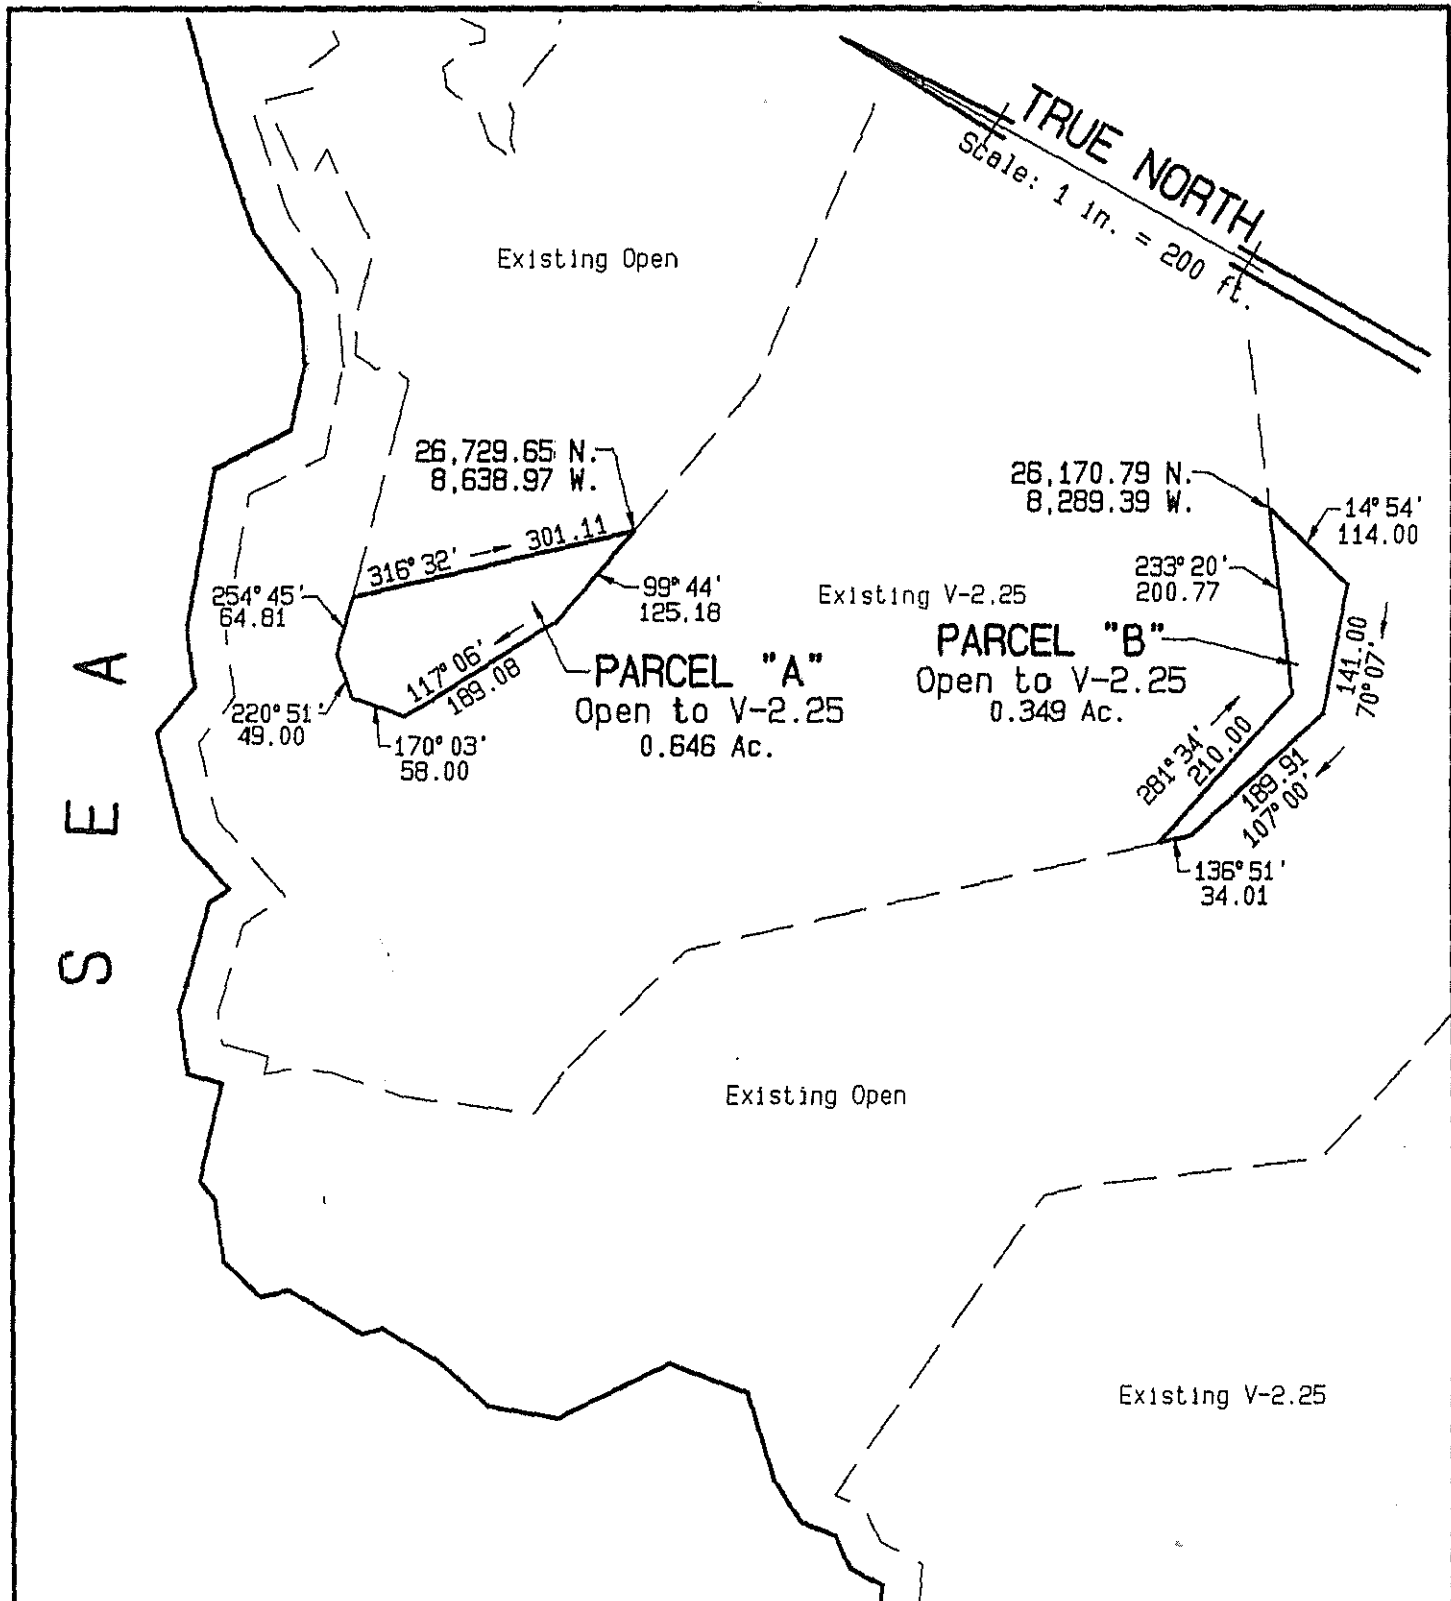 TRUE NORTH
Scale: 1 in. = 200 ft.
Existing Open
26,729.65 N.
8,638.97 W.
316° 32' 301.11
254° 45'
64.81
99° 44'
125.18
117° 06'
189.08
220° 51'
49.00
170° 03'
58.00
PARCEL "A"
Open to V-2.25
0.646 Ac.
Existing V-2.25
26,170.79 N.
8,289.39 W.
14° 54'
114.00
233° 20'
200.77
PARCEL "B"
Open to V-2.25
0.349 Ac.
141.00
70° 07'
281° 34'
210.00
189.91
107° 00'
136° 51'
34.01
SEA
Existing Open
Existing V-2.25